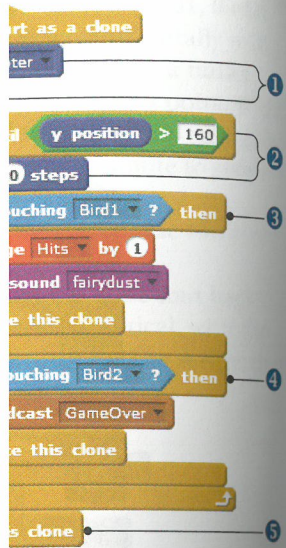 rt as a clone
ter
1
il y position > 160
2
0 steps
ouching Bird1 ? then
3
ge Hits by 1
sound fairydust
e this clone
ouching Bird2 ? then
4
dcast GameOver
te this clone
s clone
5